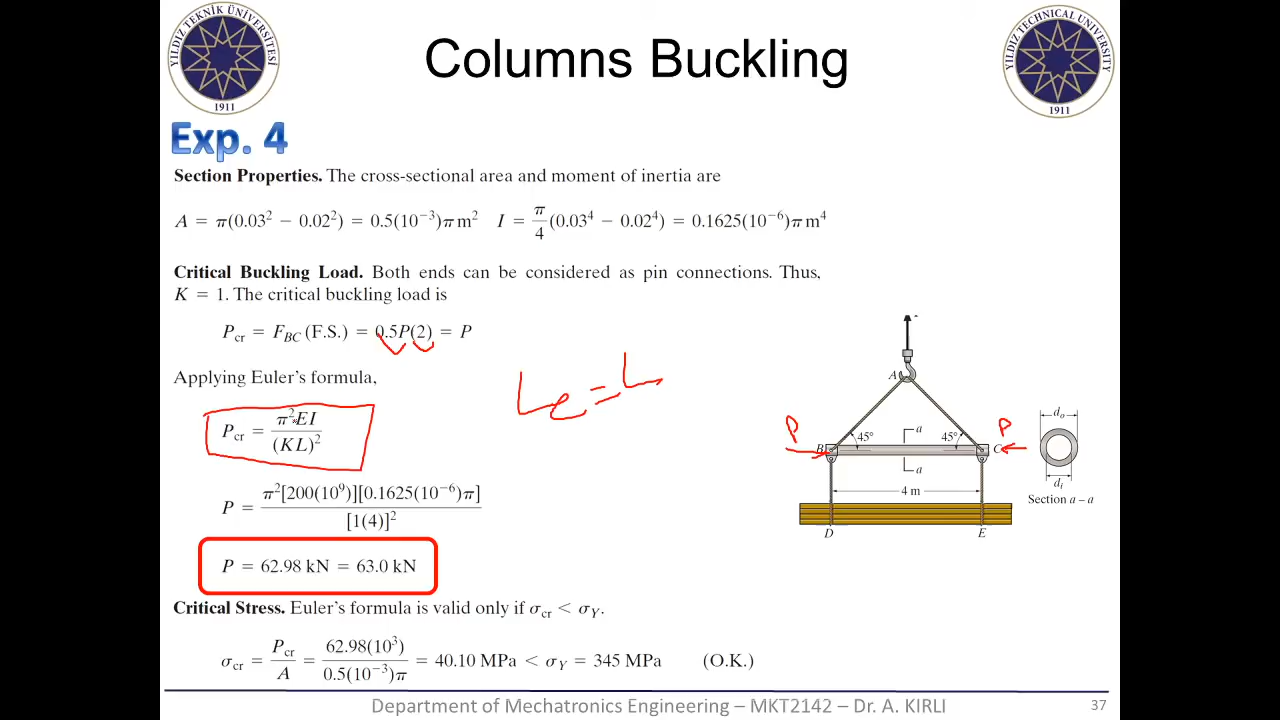 YILDIZ TEKNİK ÜNİVERSİTESİ
1911
Columns Buckling
YILDIZ TECHNICAL UNIVERSITY
1911
Exp. 4
Section Properties. The cross-sectional area and moment of inertia are
A = π(0.03² − 0.02²) = 0.5(10⁻³)π m² I = π/4 (0.03⁴ − 0.02⁴) = 0.1625(10⁻⁶)π m⁴
Critical Buckling Load. Both ends can be considered as pin connections. Thus,
K = 1. The critical buckling load is
P_cr = F_BC (F.S.) = 0.5P(2) = P
Applying Euler's formula,
L_e = L
P_cr = π²EI / (KL)²
P = π²[200(10⁹)][0.1625(10⁻⁶)π] / [1(4)]²
P = 62.98 kN = 63.0 kN
Critical Stress. Euler's formula is valid only if σ_cr < σ_Y.
σ_cr = P_cr / A = 62.98(10³) / 0.5(10⁻³)π = 40.10 MPa < σ_Y = 345 MPa (O.K.)
A
P
P
B
45°
a
45°
C
a
4 m
D
E
d_o
d_i
Section a – a
Department of Mechatronics Engineering – MKT2142 – Dr. A. KIRLI
37